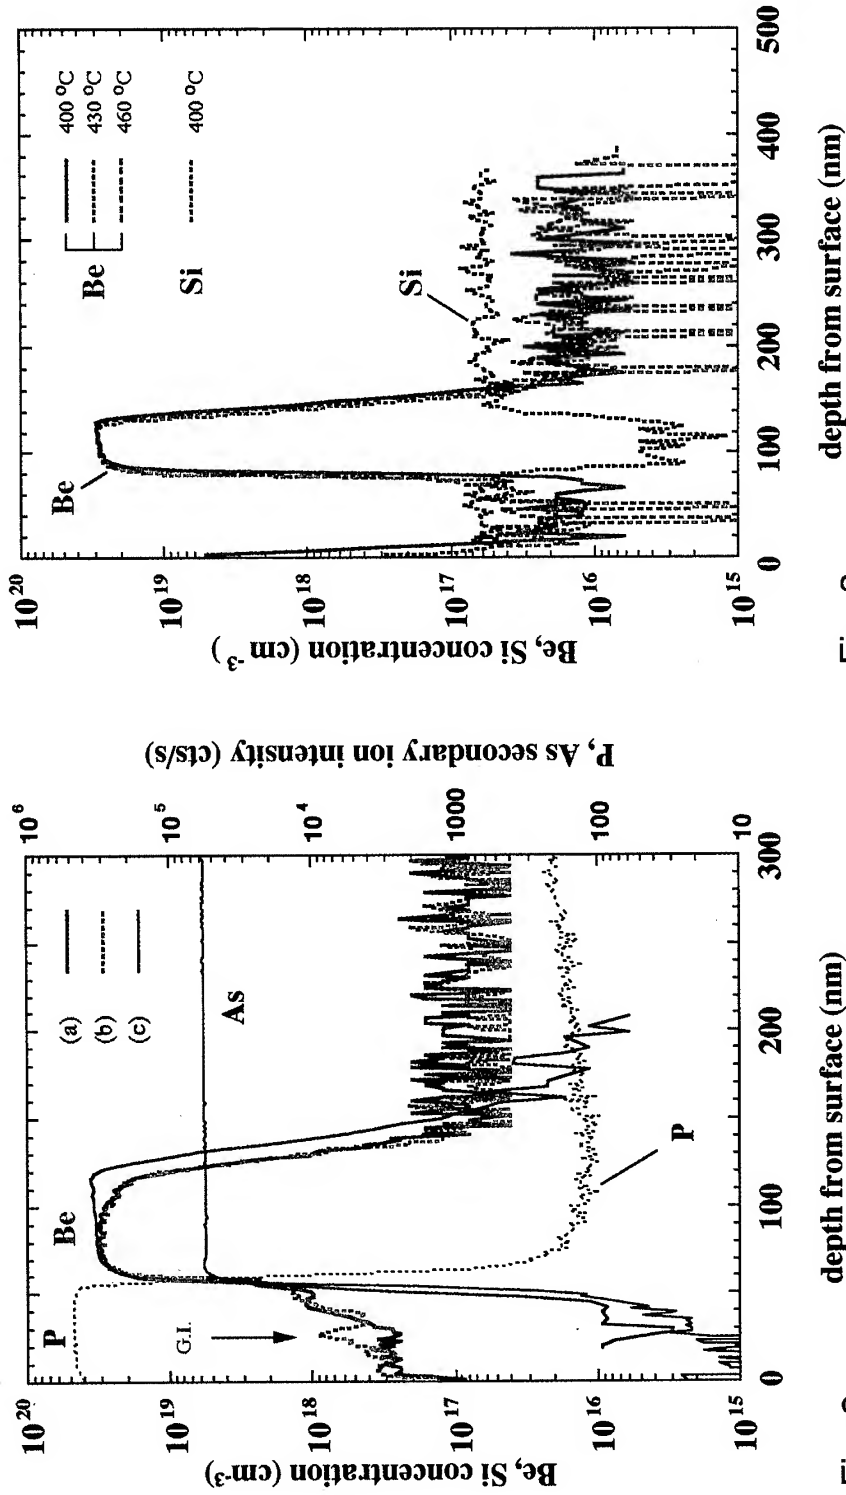 10 20
10 19
10 18
10 17
10 16
10 15
Be, Si concentration (cm-3)
10 6
10 5
10 4
1000
100
10
P, As secondary ion intensity (cts/s)
0
100
200
300
depth from surface (nm)
(a)
(b)
(c)
P
Be
As
G.I.
P
10 20
10 19
10 18
10 17
10 16
10 15
Be, Si concentration (cm-3)
0
100
200
300
400
500
depth from surface (nm)
Be
400 °C
430 °C
460 °C
Si
400 °C
Be
Si